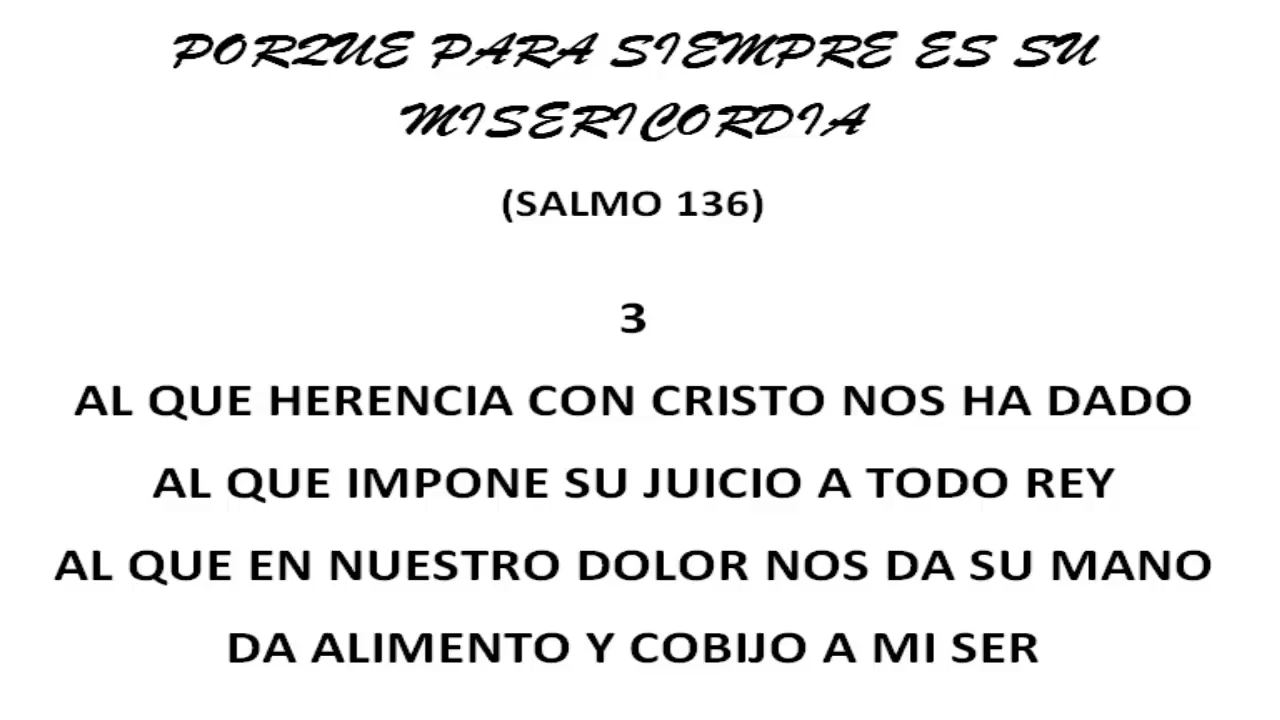 PORQUE PARA SIEMPRE ES SU
MISERICORDIA
(SALMO 136)
3
AL QUE HERENCIA CON CRISTO NOS HA DADO
AL QUE IMPONE SU JUICIO A TODO REY
AL QUE EN NUESTRO DOLOR NOS DA SU MANO
DA ALIMENTO Y COBIJO A MI SER